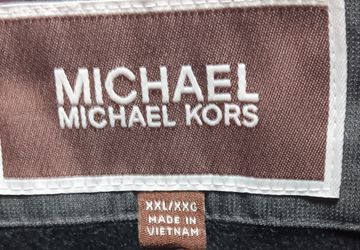 MICHAEL
MICHAEL KORS
XXL/XXG
MADE IN
VIETNAM